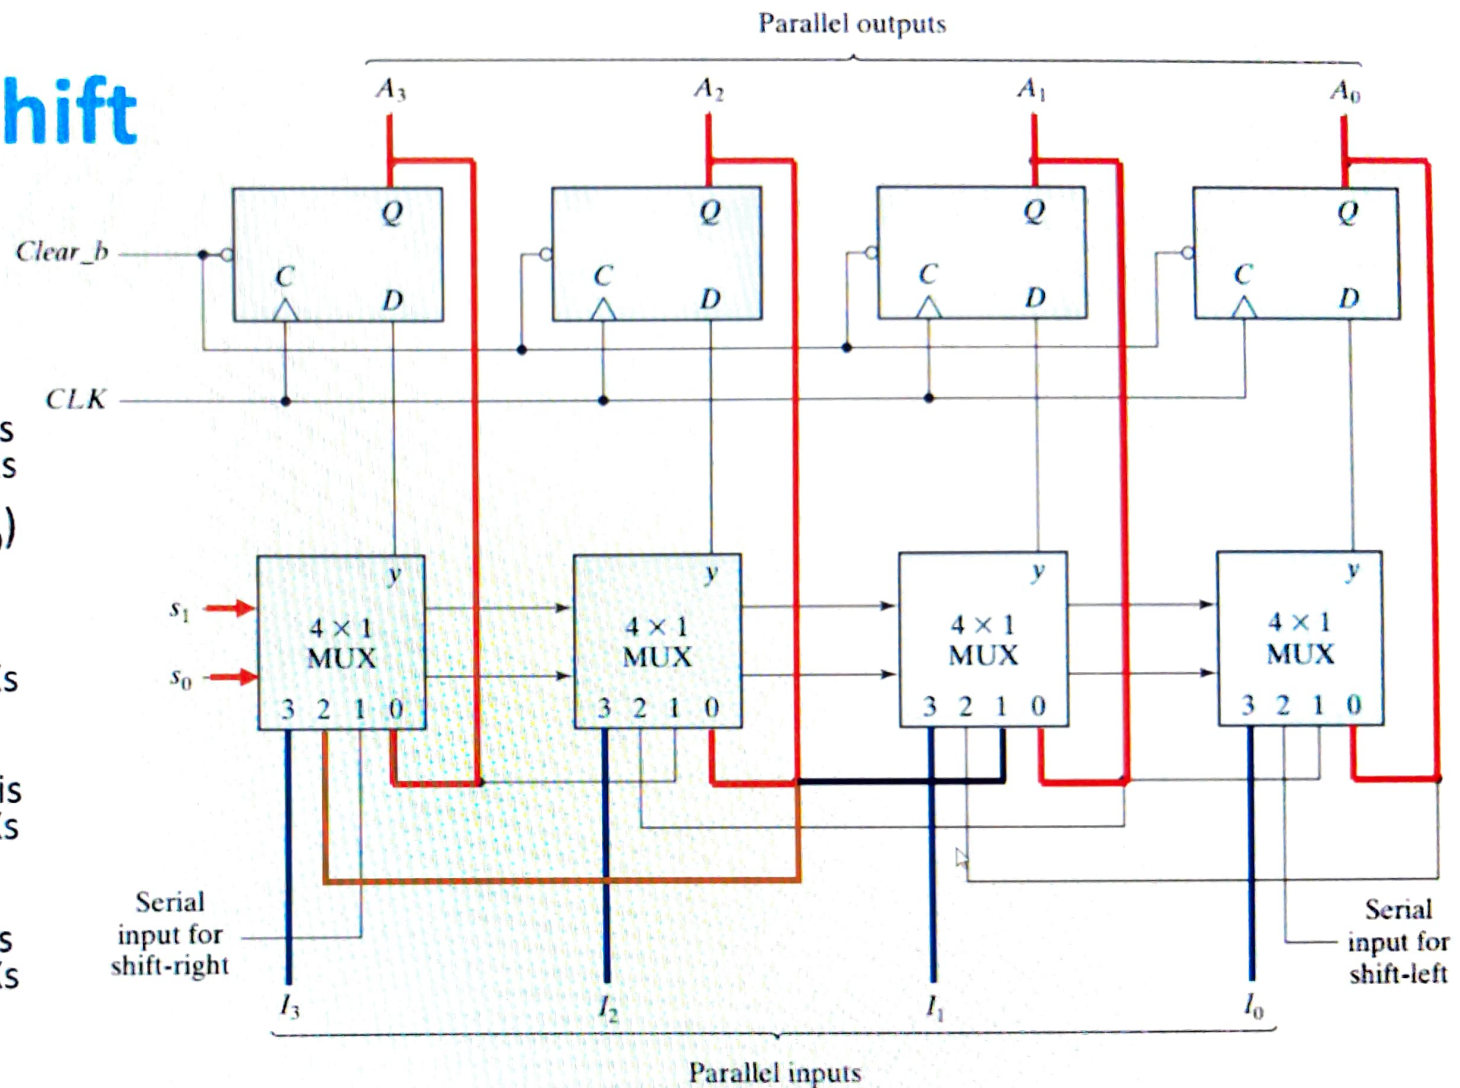 Parallel outputs
hift
A₃ A₂ A₁ A₀
Q Q Q Q
Clear_b
C C C C
D D D D
CLK
s
s
)
y y y y
s₁
4 × 1 4 × 1 4 × 1 4 × 1
MUX MUX MUX MUX
s₀
s
3 2 1 0 3 2 1 0 3 2 1 0 3 2 1 0
is
s
Serial
input for
shift-right
Serial
input for
shift-left
s
s
I₃ I₂ I₁ I₀
Parallel inputs